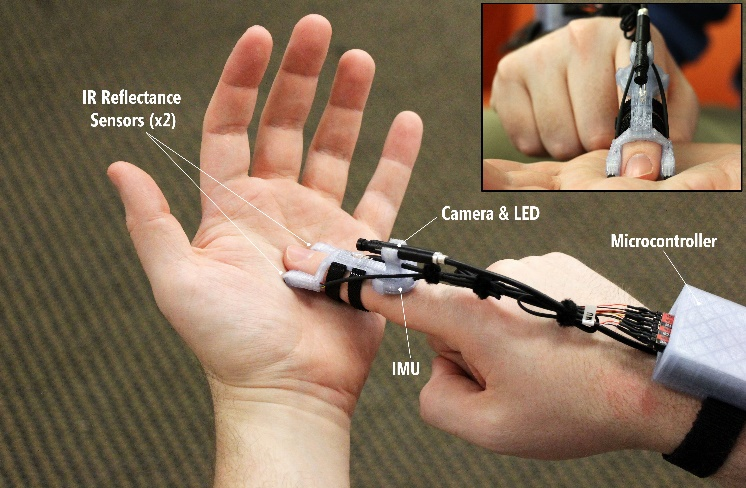 IR Reflectance
Sensors (x2)
Camera & LED
Microcontroller
IMU